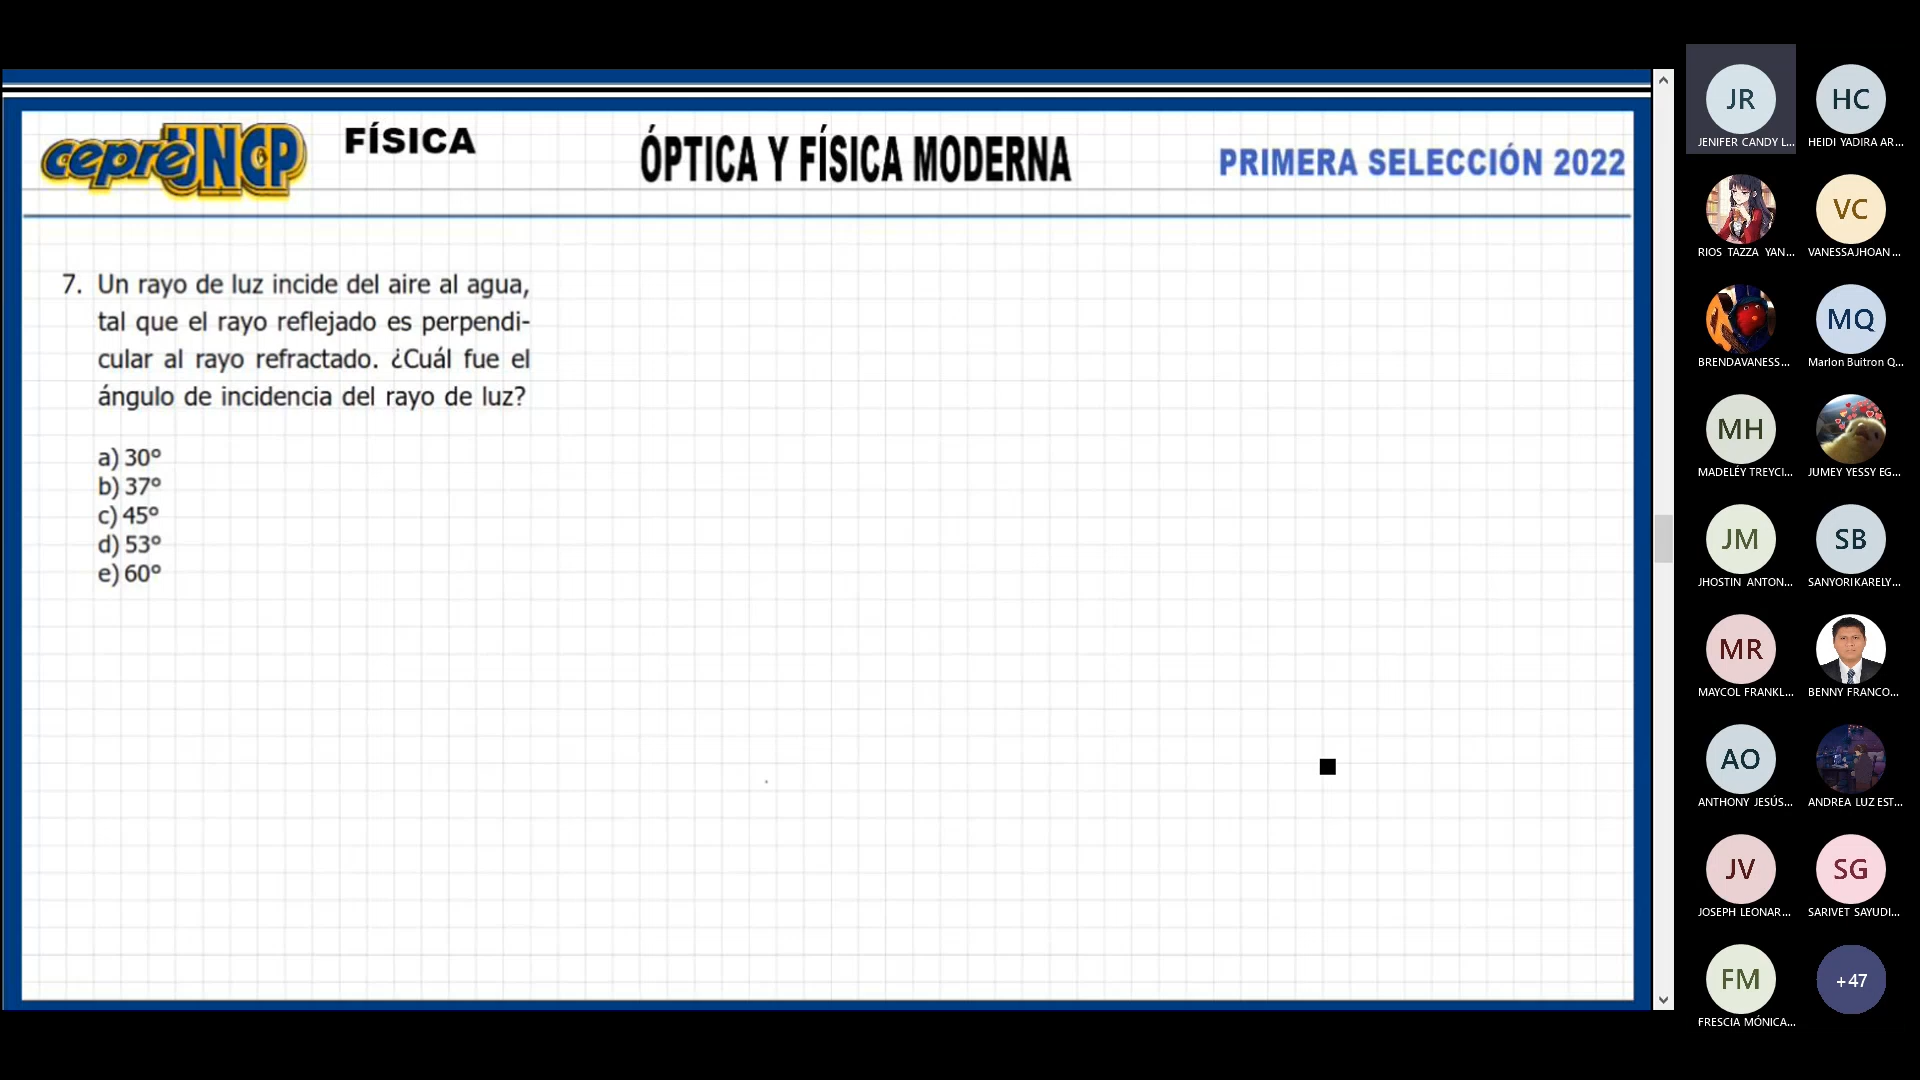 cepreUNCP
FÍSICA
ÓPTICA Y FÍSICA MODERNA
PRIMERA SELECCIÓN 2022
7. Un rayo de luz incide del aire al agua,
tal que el rayo reflejado es perpendi-
cular al rayo refractado. ¿Cuál fue el
ángulo de incidencia del rayo de luz?
a) 30°
b) 37°
c) 45°
d) 53°
e) 60°
JR
JENIFER CANDY L...
HC
HEIDI YADIRA AR...
RIOS TAZZA YAN...
VC
VANESSAJHOAN...
BRENDAVANESS...
MQ
Marlon Buitron Q...
MH
MADELÉY TREYCI...
JUMEY YESSY EG...
JM
JHOSTIN ANTON...
SB
SANYORIKARELY...
MR
MAYCOL FRANKL...
BENNY FRANCO...
AO
ANTHONY JESÚS...
ANDREA LUZ EST...
JV
JOSEPH LEONAR...
SG
SARIVET SAYUDI...
FM
FRESCIA MÓNICA...
+47